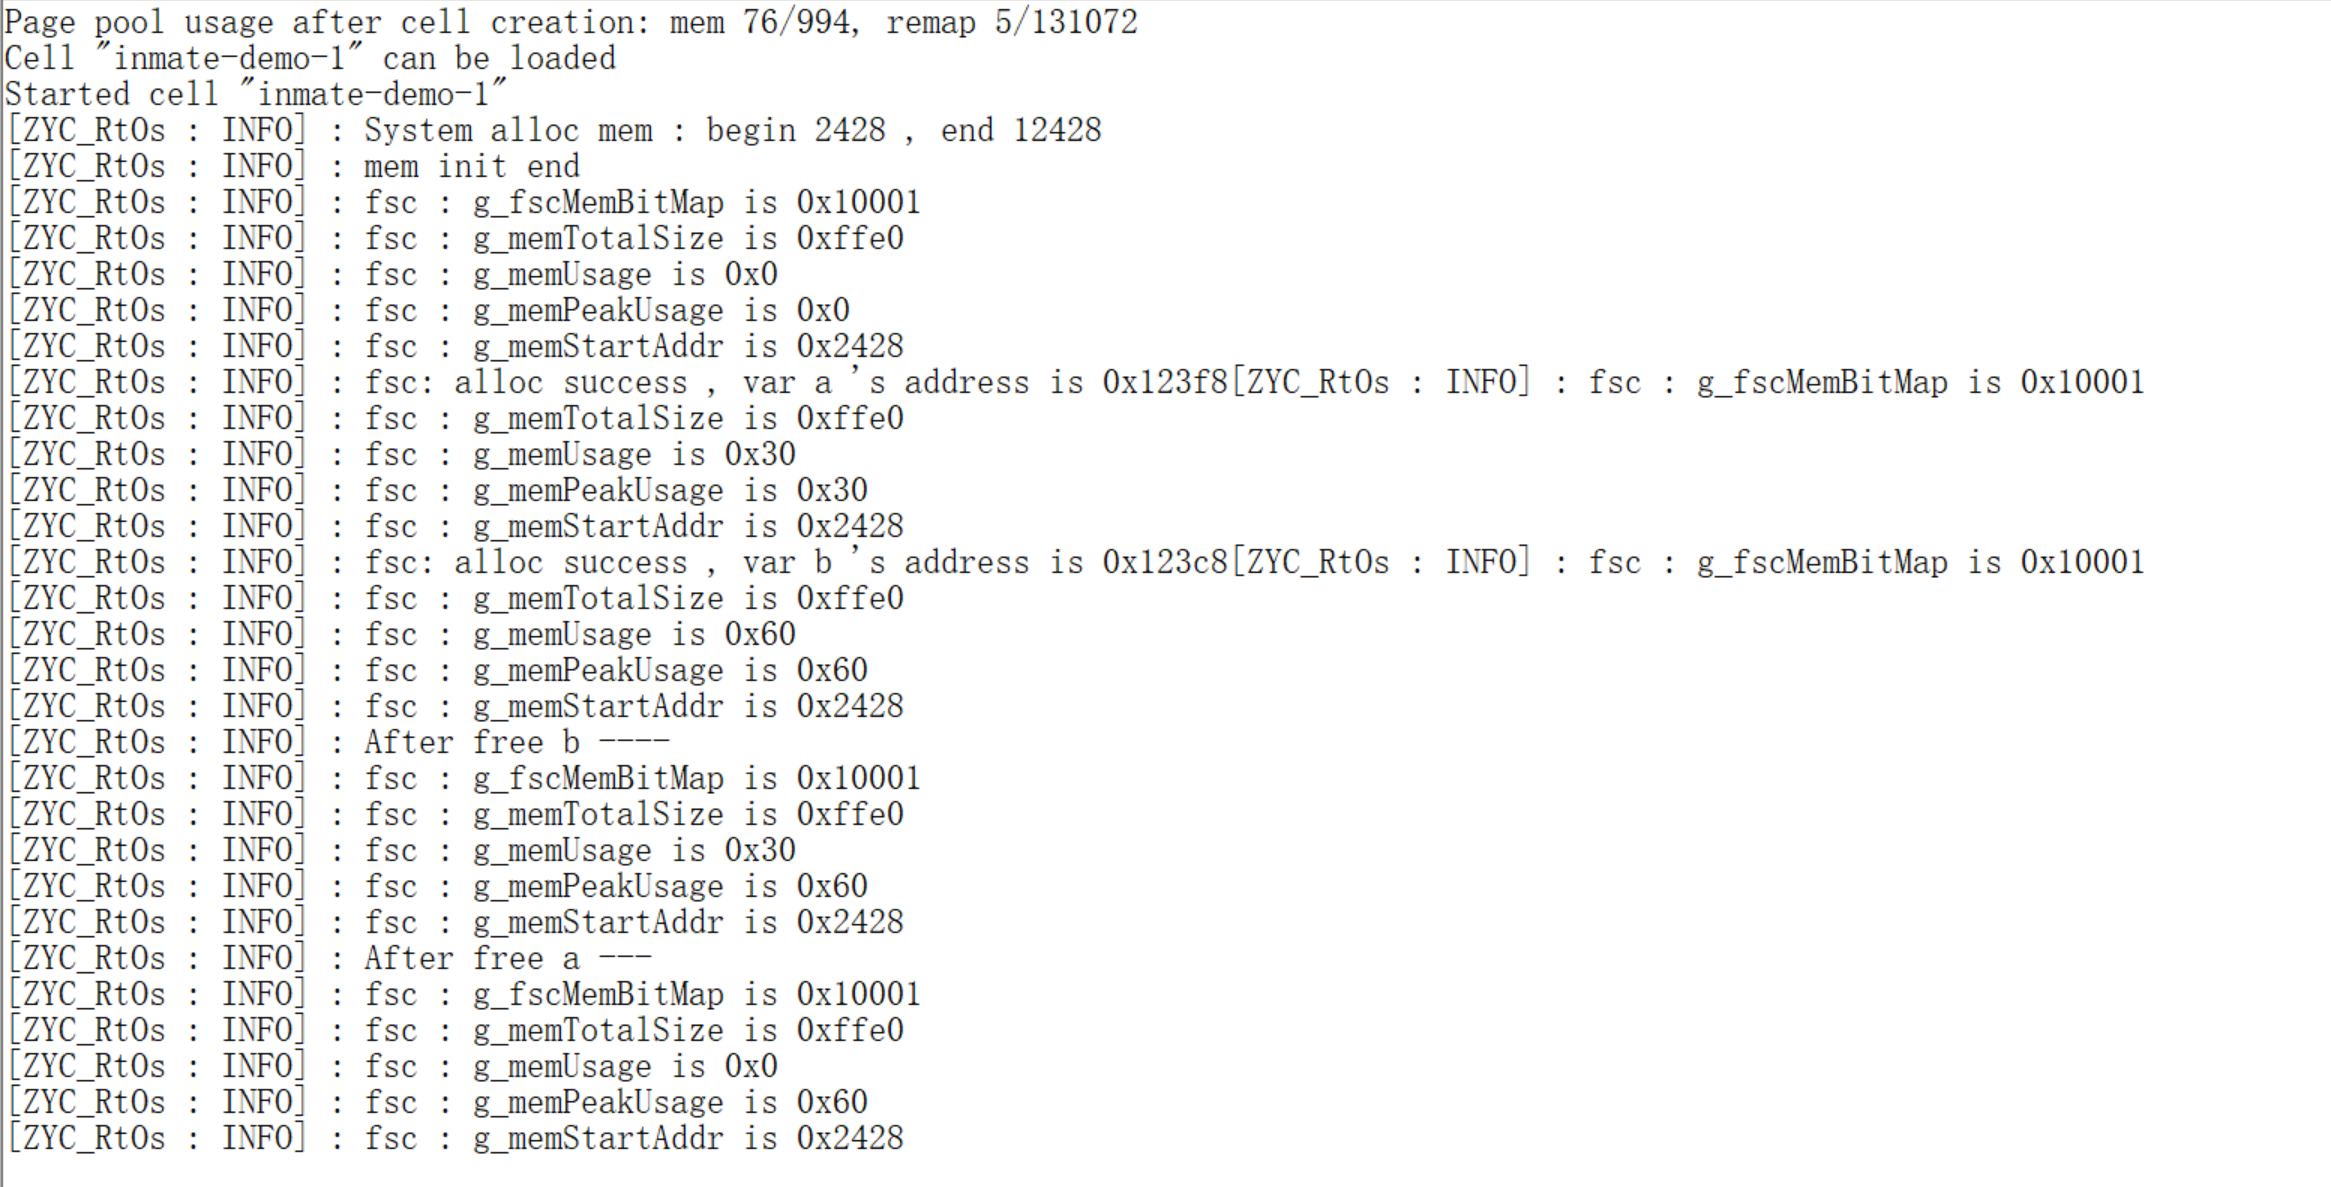 Page pool usage after cell creation: mem 76/994, remap 5/131072
Cell "inmate-demo-1" can be loaded
Started cell "inmate-demo-1"
[ZYC_RtOs : INFO] : System alloc mem : begin 2428 , end 12428
[ZYC_RtOs : INFO] : mem init end
[ZYC_RtOs : INFO] : fsc : g_fscMemBitMap is 0x10001
[ZYC_RtOs : INFO] : fsc : g_memTotalSize is 0xffe0
[ZYC_RtOs : INFO] : fsc : g_memUsage is 0x0
[ZYC_RtOs : INFO] : fsc : g_memPeakUsage is 0x0
[ZYC_RtOs : INFO] : fsc : g_memStartAddr is 0x2428
[ZYC_RtOs : INFO] : fsc: alloc success , var a 's address is 0x123f8[ZYC_RtOs : INFO] : fsc : g_fscMemBitMap is 0x10001
[ZYC_RtOs : INFO] : fsc : g_memTotalSize is 0xffe0
[ZYC_RtOs : INFO] : fsc : g_memUsage is 0x30
[ZYC_RtOs : INFO] : fsc : g_memPeakUsage is 0x30
[ZYC_RtOs : INFO] : fsc : g_memStartAddr is 0x2428
[ZYC_RtOs : INFO] : fsc: alloc success , var b 's address is 0x123c8[ZYC_RtOs : INFO] : fsc : g_fscMemBitMap is 0x10001
[ZYC_RtOs : INFO] : fsc : g_memTotalSize is 0xffe0
[ZYC_RtOs : INFO] : fsc : g_memUsage is 0x60
[ZYC_RtOs : INFO] : fsc : g_memPeakUsage is 0x60
[ZYC_RtOs : INFO] : fsc : g_memStartAddr is 0x2428
[ZYC_RtOs : INFO] : After free b ----
[ZYC_RtOs : INFO] : fsc : g_fscMemBitMap is 0x10001
[ZYC_RtOs : INFO] : fsc : g_memTotalSize is 0xffe0
[ZYC_RtOs : INFO] : fsc : g_memUsage is 0x30
[ZYC_RtOs : INFO] : fsc : g_memPeakUsage is 0x60
[ZYC_RtOs : INFO] : fsc : g_memStartAddr is 0x2428
[ZYC_RtOs : INFO] : After free a ---
[ZYC_RtOs : INFO] : fsc : g_fscMemBitMap is 0x10001
[ZYC_RtOs : INFO] : fsc : g_memTotalSize is 0xffe0
[ZYC_RtOs : INFO] : fsc : g_memUsage is 0x0
[ZYC_RtOs : INFO] : fsc : g_memPeakUsage is 0x60
[ZYC_RtOs : INFO] : fsc : g_memStartAddr is 0x2428